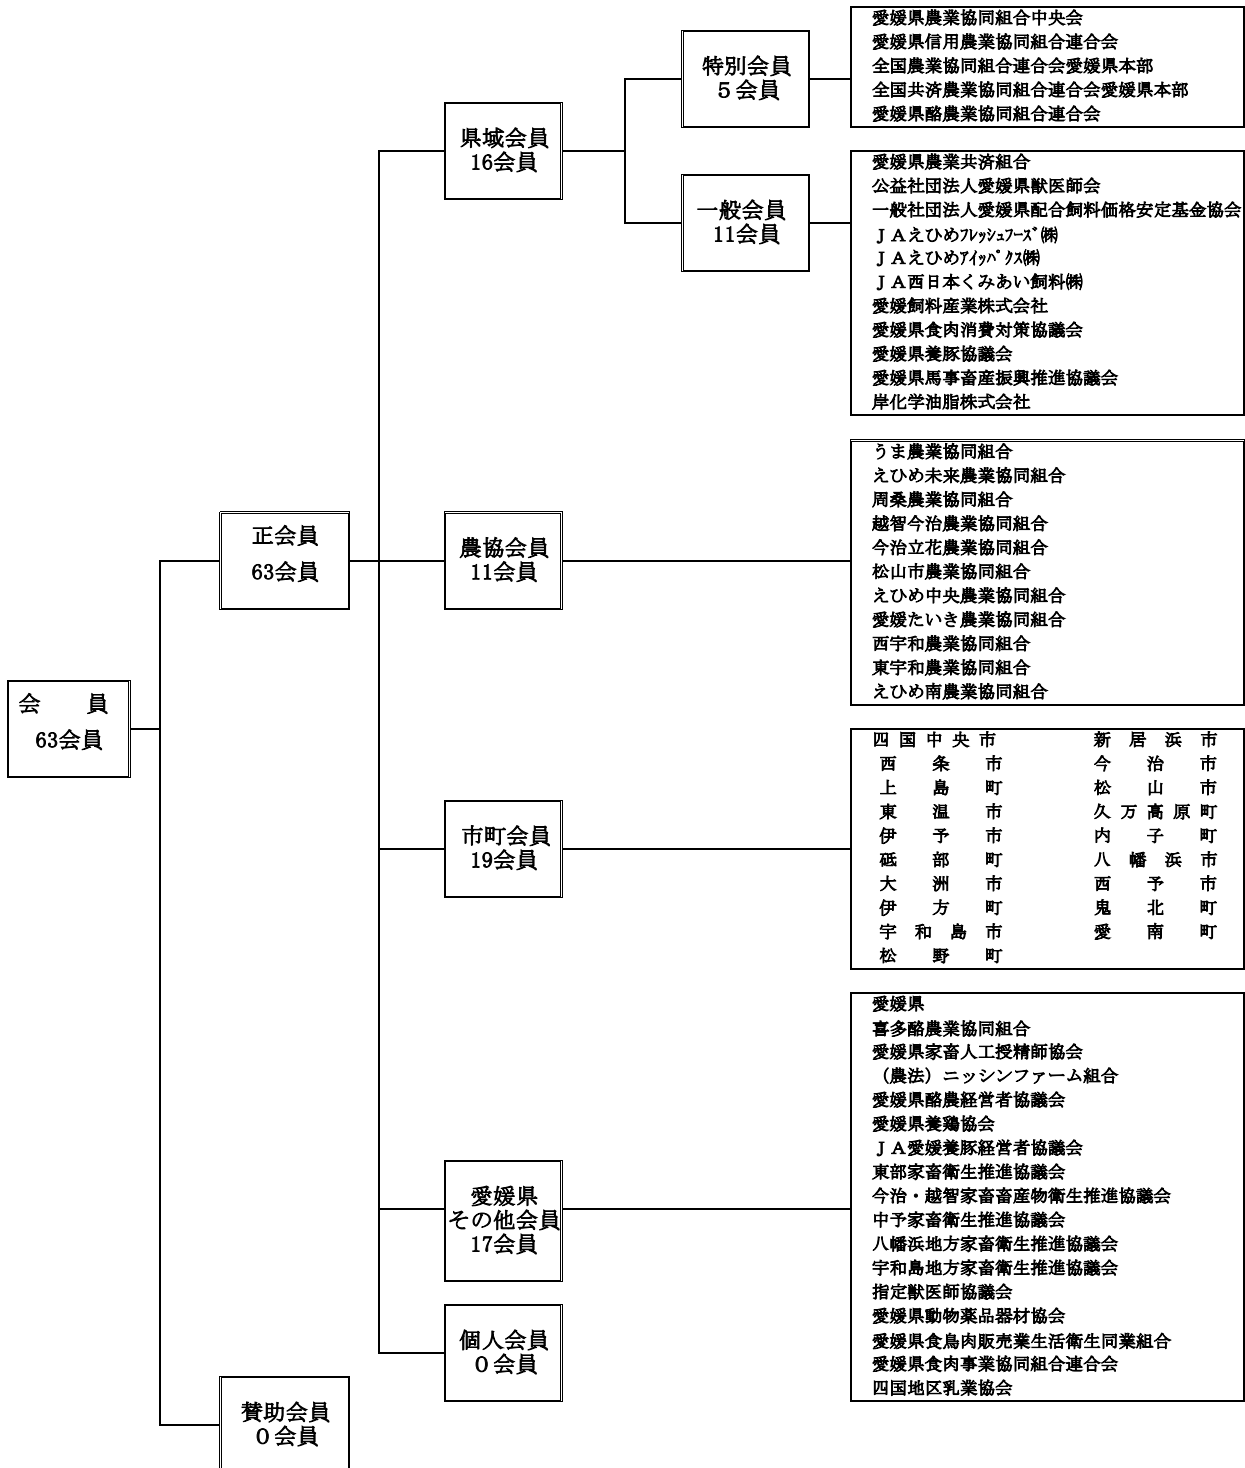 会　　員
63会員
正会員
63会員
賛助会員
０会員
県域会員
16会員
特別会員
５会員
愛媛県農業協同組合中央会
愛媛県信用農業協同組合連合会
全国農業協同組合連合会愛媛県本部
全国共済農業協同組合連合会愛媛県本部
愛媛県酪農業協同組合連合会
一般会員
11会員
愛媛県農業共済組合
公益社団法人愛媛県獣医師会
一般社団法人愛媛県配合飼料価格安定基金協会
ＪＡえひめﾌﾚｯｼｭﾌｰｽﾞ㈱
ＪＡえひめｱｲｯﾊﾟｸｽ㈱
ＪＡ西日本くみあい飼料㈱
愛媛飼料産業株式会社
愛媛県食肉消費対策協議会
愛媛県養豚協議会
愛媛県馬事畜産振興推進協議会
岸化学油脂株式会社
農協会員
11会員
うま農業協同組合
えひめ未来農業協同組合
周桑農業協同組合
越智今治農業協同組合
今治立花農業協同組合
松山市農業協同組合
えひめ中央農業協同組合
愛媛たいき農業協同組合
西宇和農業協同組合
東宇和農業協同組合
えひめ南農業協同組合
市町会員
19会員
四国中央市　新居浜市
西条市　今治市
上島町　松山市
東温市　久万高原町
伊予市　内子町
砥部町　八幡浜市
大洲市　西予市
伊方町　鬼北町
宇和島市　愛南町
松野町
愛媛県
その他会員
17会員
愛媛県
喜多酪農業協同組合
愛媛県家畜人工授精師協会
（農法）ニッシンファーム組合
愛媛県酪農経営者協議会
愛媛県養鶏協会
ＪＡ愛媛養豚経営者協議会
東部家畜衛生推進協議会
今治・越智家畜畜産物衛生推進協議会
中予家畜衛生推進協議会
八幡浜地方家畜衛生推進協議会
宇和島地方家畜衛生推進協議会
指定獣医師協議会
愛媛県動物薬品器材協会
愛媛県食鳥肉販売業生活衛生同業組合
愛媛県食肉事業協同組合連合会
四国地区乳業協会
個人会員
０会員